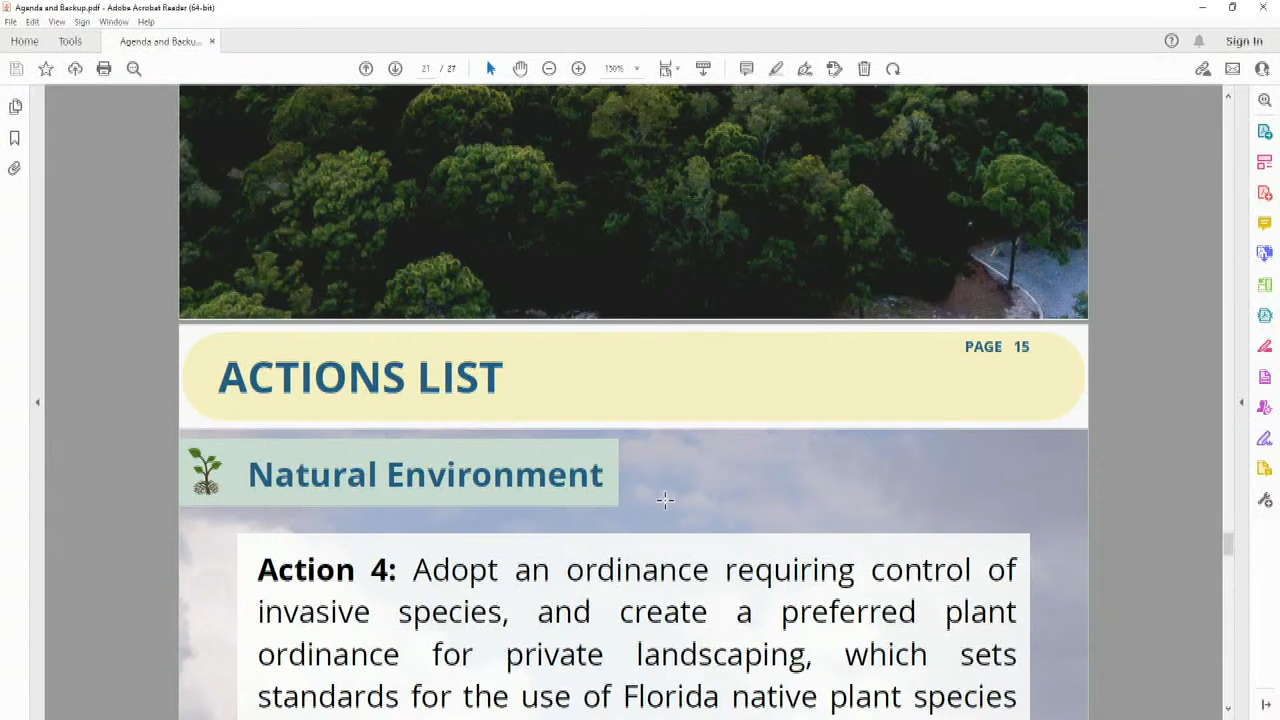 Agenda and Backup.pdf - Adobe Acrobat Reader (64-bit)
File Edit View Sign Window Help
Home Tools Agenda and Backu... × Sign In
21 / 27 150%
PAGE 15
ACTIONS LIST
Natural Environment
Action 4: Adopt an ordinance requiring control of
invasive species, and create a preferred plant
ordinance for private landscaping, which sets
standards for the use of Florida native plant species